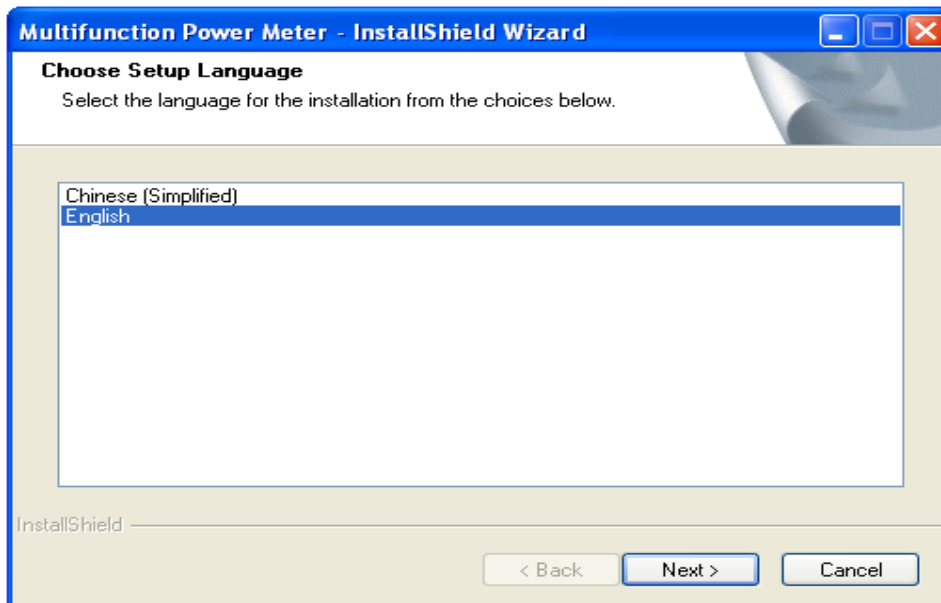 Multifunction Power Meter - InstallShield Wizard
Choose Setup Language
Select the language for the installation from the choices below.
Chinese (Simplified)
English
InstallShield
< Back Next > Cancel